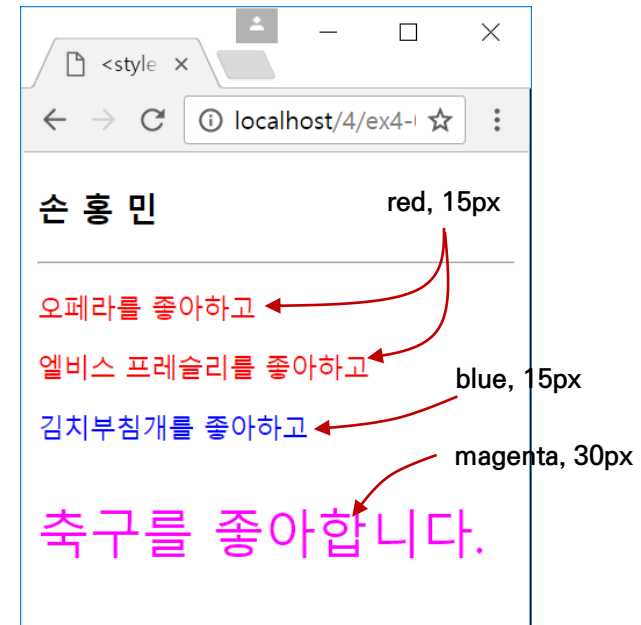 <style
localhost/4/ex4-
손 홍 민
red, 15px
오페라를 좋아하고
엘비스 프레슬리를 좋아하고
blue, 15px
김치부침개를 좋아하고
magenta, 30px
축구를 좋아합니다.